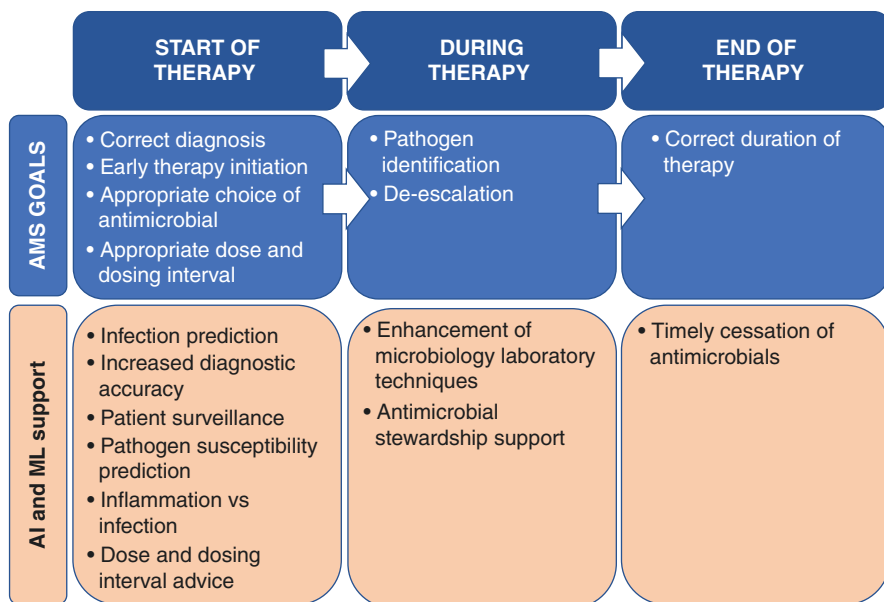 START OF
THERAPY
DURING
THERAPY
END OF
THERAPY
AMS GOALS
• Correct diagnosis
• Early therapy initiation
• Appropriate choice of
antimicrobial
• Appropriate dose and
dosing interval
• Pathogen
identification
• De-escalation
• Correct duration of
therapy
AI and ML support
• Infection prediction
• Increased diagnostic
accuracy
• Patient surveillance
• Pathogen susceptibility
prediction
• Inflammation vs
infection
• Dose and dosing
interval advice
• Enhancement of
microbiology laboratory
techniques
• Antimicrobial
stewardship support
• Timely cessation of
antimicrobials